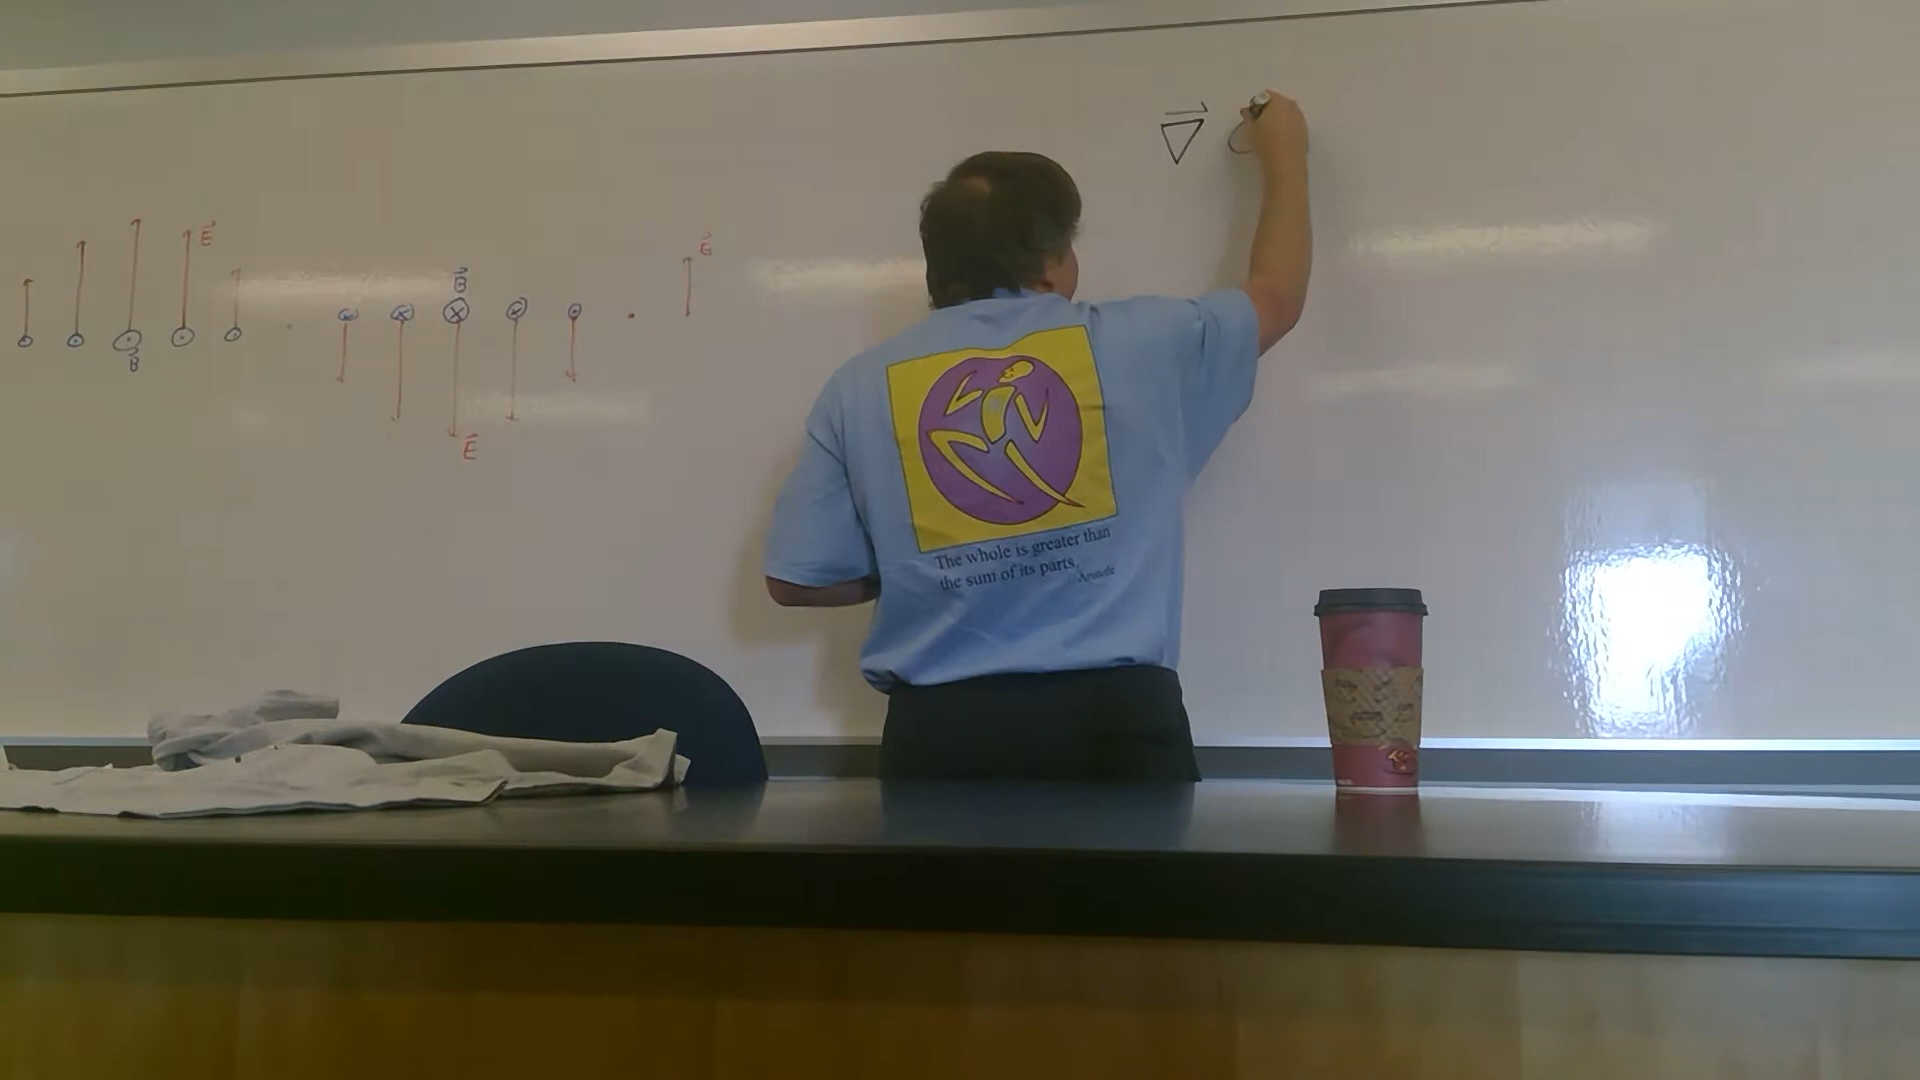 ∇⃗
E⃗
B⃗
E⃗
B⃗
E⃗
The whole is greater than
the sum of its parts.
Aristotle